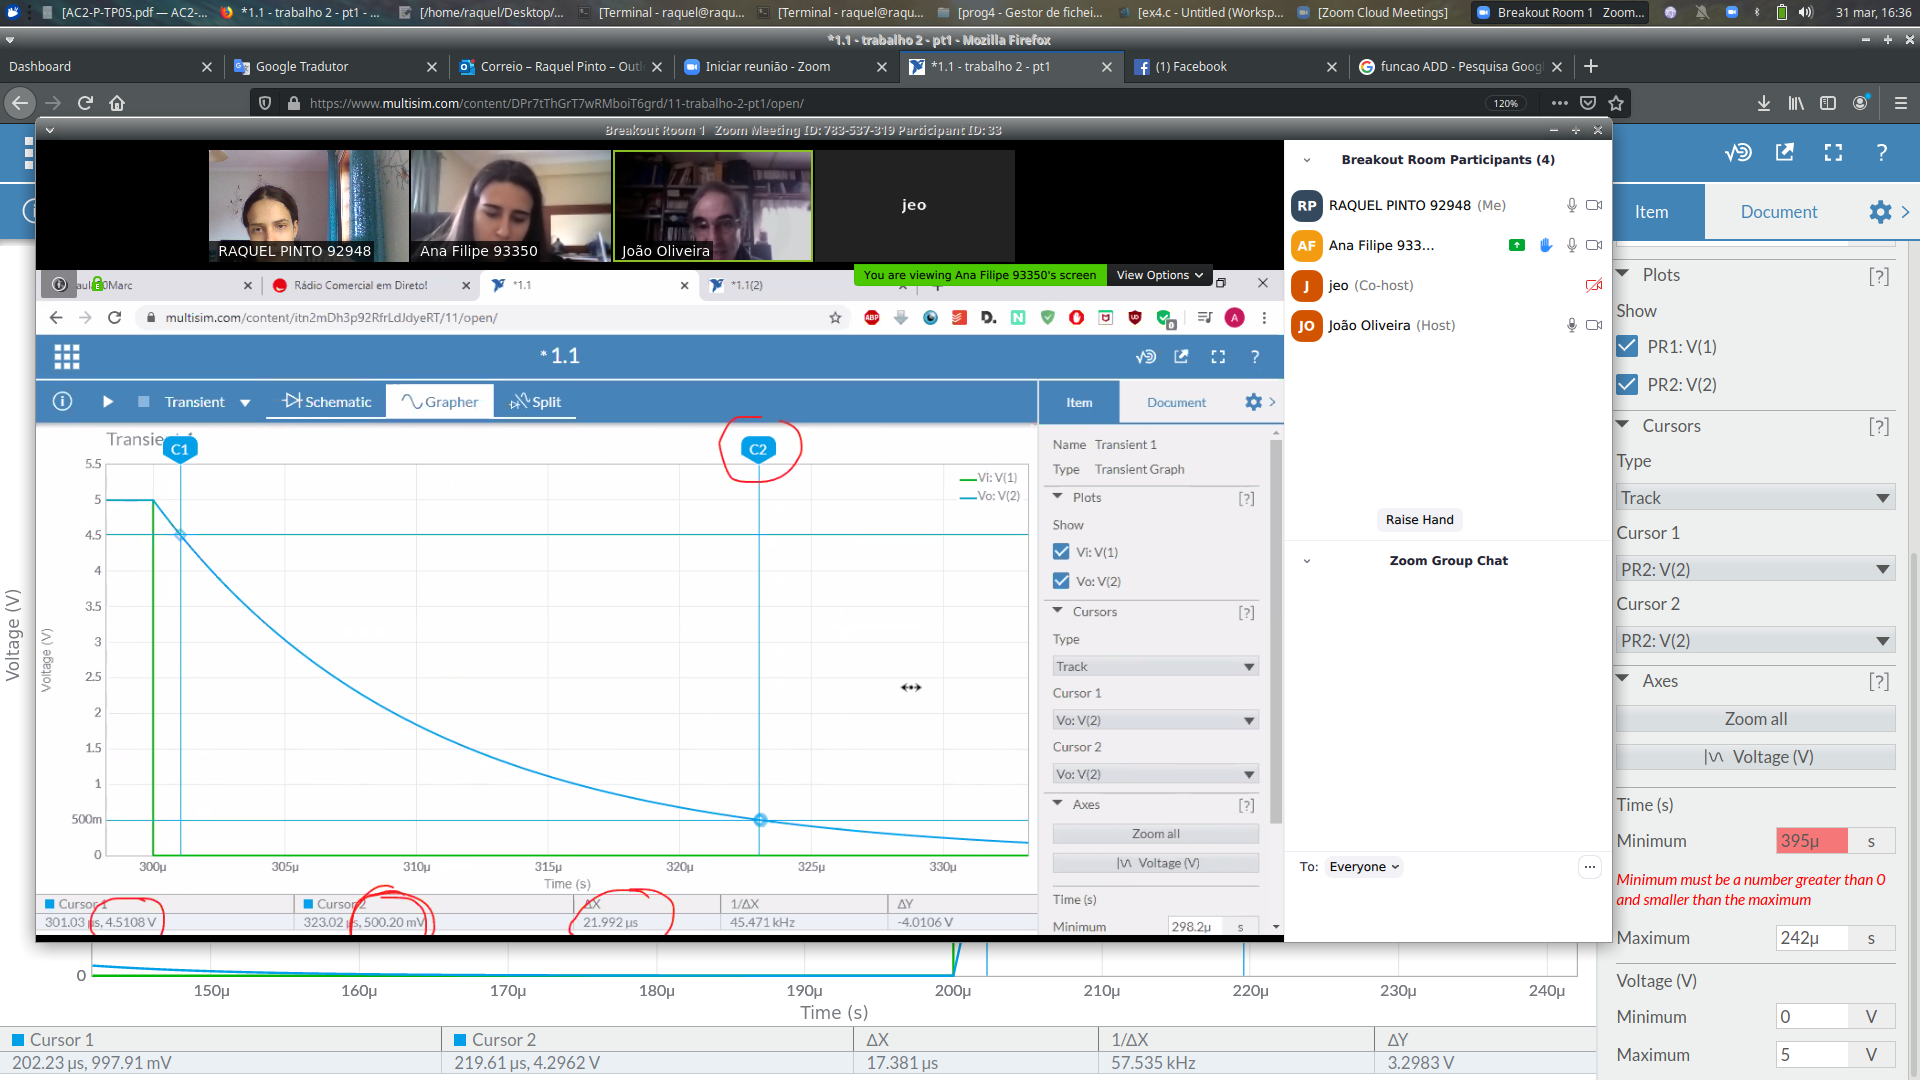 [AC2-P-TP05.pdf — AC2-...
*1.1 - trabalho 2 - pt1 - ...
[/home/raquel/Desktop/...
[Terminal - raquel@raqu...
[Terminal - raquel@raqu...
[prog4 - Gestor de fichei...
[ex4.c - Untitled (Worksp...
[Zoom Cloud Meetings]
Breakout Room 1 Zoom...
31 mar, 16:36
*1.1 - trabalho 2 - pt1 - Mozilla Firefox
Dashboard
Google Tradutor
Correio – Raquel Pinto – Outl
Iniciar reunião - Zoom
*1.1 - trabalho 2 - pt1
(1) Facebook
funcao ADD - Pesquisa Goog
https://www.multisim.com/content/DPr7tThGrT7wRMboiT6grd/11-trabalho-2-pt1/open/
120%
Breakout Room 1 Zoom Meeting ID: 783-537-319 Participant ID: 33
RAQUEL PINTO 92948
Ana Filipe 93350
João Oliveira
jeo
You are viewing Ana Filipe 93350's screen
View Options
0Marc
Rádio Comercial em Direto!
*1.1
*1.1(2)
multisim.com/content/itn2mDh3p92RfrLdJdyeRT/11/open/
ABP
D.
N
UD
0
A
* 1.1
?
Transient
Schematic
Grapher
Split
Item
Document
C1
C2
Vi: V(1)
Vo: V(2)
5.5
5
4.5
4
3.5
3
2.5
2
1.5
1
500m
0
Voltage (V)
300µ
305µ
310µ
315µ
320µ
325µ
330µ
Time (s)
Cursor 1
301.03 µs, 4.5108 V
Cursor 2
323.02 µs, 500.20 mV
ΔX
21.992 µs
1/ΔX
45.471 kHz
ΔY
-4.0106 V
Name Transient 1
Type Transient Graph
Plots [?]
Show
Vi: V(1)
Vo: V(2)
Cursors [?]
Type
Track
Cursor 1
Vo: V(2)
Cursor 2
Vo: V(2)
Axes [?]
Zoom all
Voltage (V)
Time (s)
Minimum 298.2µ s
Breakout Room Participants (4)
RP RAQUEL PINTO 92948 (Me)
AF Ana Filipe 933...
J jeo (Co-host)
JO João Oliveira (Host)
Raise Hand
Zoom Group Chat
To: Everyone
?
Item
Document
Plots [?]
Show
PR1: V(1)
PR2: V(2)
Cursors [?]
Type
Track
Cursor 1
PR2: V(2)
Cursor 2
PR2: V(2)
Axes [?]
Zoom all
Voltage (V)
Time (s)
Minimum 395µ s
Minimum must be a number greater than 0
and smaller than the maximum
Maximum 242µ s
Voltage (V)
Minimum 0 V
Maximum 5 V
Voltage (V)
0
150µ
160µ
170µ
180µ
190µ
200µ
210µ
220µ
230µ
240µ
Time (s)
Cursor 1
202.23 µs, 997.91 mV
Cursor 2
219.61 µs, 4.2962 V
ΔX
17.381 µs
1/ΔX
57.535 kHz
ΔY
3.2983 V